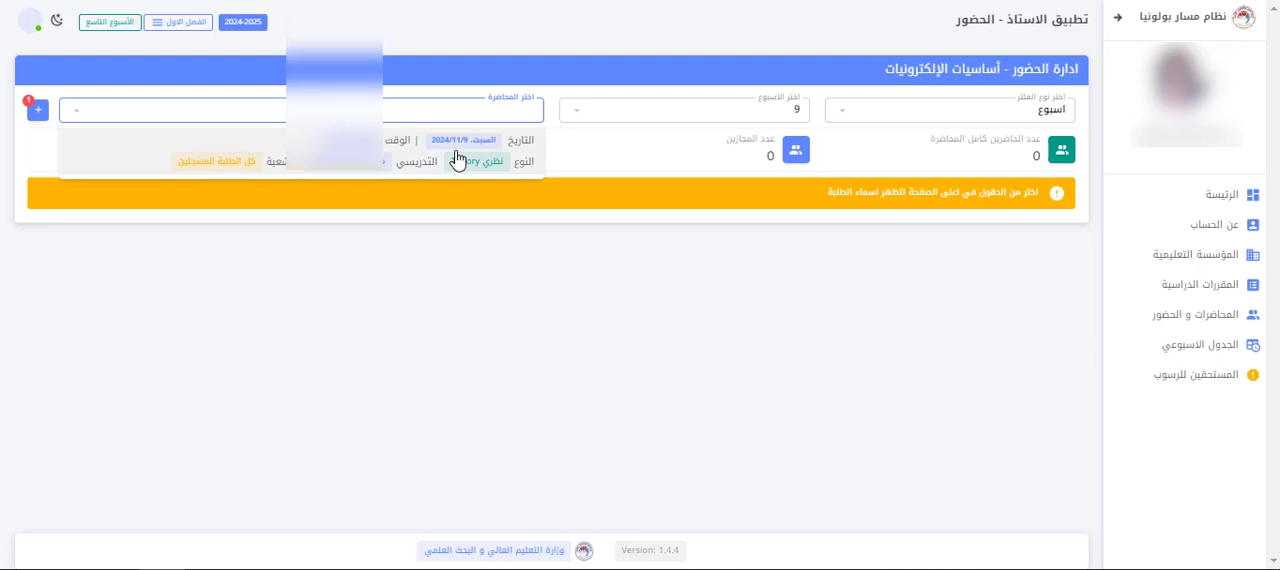 نظام مسار بولونيا
تطبيق الاستاذ - الحضور
2024-2025
الفصل الاول
الأسبوع التاسع
ادارة الحضور - أساسيات الإلكترونيات
اختر نوع الفلتر
اسبوع
اختر الاسبوع
9
اختر المحاضرة
+
1
التاريخ
السبت، 2024/11/9
| الوقت
النوع
نظري
ory
التدريسي
كل الطلبة المسجلين
عدد الحاضرين كامل المحاضرة
0
عدد المجازين
0
اختر من الحقول في اعلى الصفحة لتظهر اسماء الطلبة
الرئيسة
عن الحساب
المؤسسة التعليمية
المقررات الدراسية
المحاضرات و الحضور
الجدول الاسبوعي
المستحقين للرسوب
Version: 1.4.4
وزارة التعليم العالي و البحث العلمي